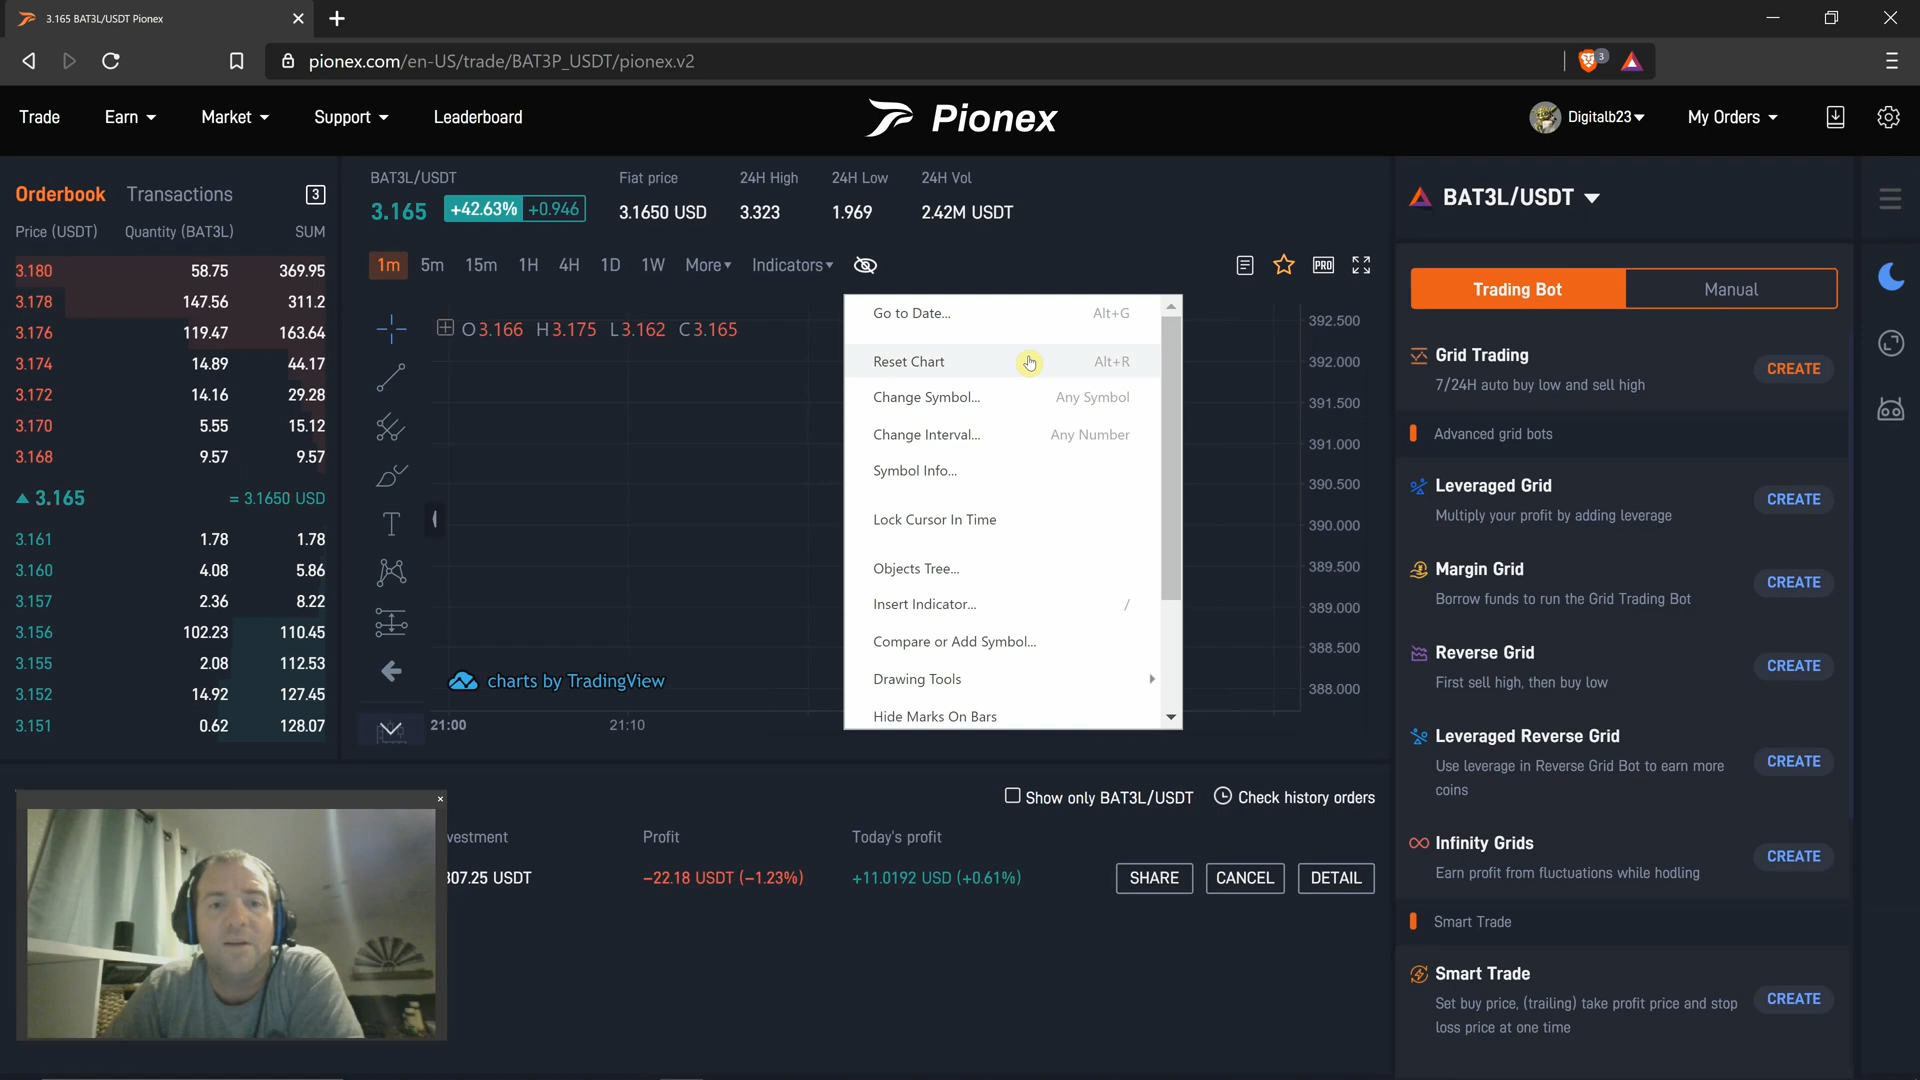 3.165 BAT3L/USDT Pionex
pionex.com/en-US/trade/BAT3P_USDT/pionex.v2
3
Trade Earn Market Support Leaderboard
Pionex
Digitalb23 My Orders
Orderbook Transactions 3
Price (USDT) Quantity (BAT3L) SUM
3.180 58.75 369.95
3.178 147.56 311.2
3.176 119.47 163.64
3.174 14.89 44.17
3.172 14.16 29.28
3.170 5.55 15.12
3.168 9.57 9.57
3.165 = 3.1650 USD
3.161 1.78 1.78
3.160 4.08 5.86
3.157 2.36 8.22
3.156 102.23 110.45
3.155 2.08 112.53
3.152 14.92 127.45
3.151 0.62 128.07
BAT3L/USDT Fiat price 24H High 24H Low 24H Vol
3.165 +42.63% +0.946 3.1650 USD 3.323 1.969 2.42M USDT
1m 5m 15m 1H 4H 1D 1W More Indicators PRO
O3.166 H3.175 L3.162 C3.165
T
charts by TradingView
21:00 21:10
Go to Date... Alt+G
Reset Chart Alt+R
Change Symbol... Any Symbol
Change Interval... Any Number
Symbol Info...
Lock Cursor In Time
Objects Tree...
Insert Indicator... /
Compare or Add Symbol...
Drawing Tools
Hide Marks On Bars
392.500
392.000
391.500
391.000
390.500
390.000
389.500
389.000
388.500
388.000
Show only BAT3L/USDT Check history orders
vestment Profit Today's profit
307.25 USDT -22.18 USDT (-1.23%) +11.0192 USD (+0.61%) SHARE CANCEL DETAIL
BAT3L/USDT
Trading Bot Manual
Grid Trading
7/24H auto buy low and sell high
CREATE
Advanced grid bots
Leveraged Grid
Multiply your profit by adding leverage
CREATE
Margin Grid
Borrow funds to run the Grid Trading Bot
CREATE
Reverse Grid
First sell high, then buy low
CREATE
Leveraged Reverse Grid
Use leverage in Reverse Grid Bot to earn more
coins
CREATE
Infinity Grids
Earn profit from fluctuations while hodling
CREATE
Smart Trade
Smart Trade
Set buy price, (trailing) take profit price and stop
loss price at one time
CREATE